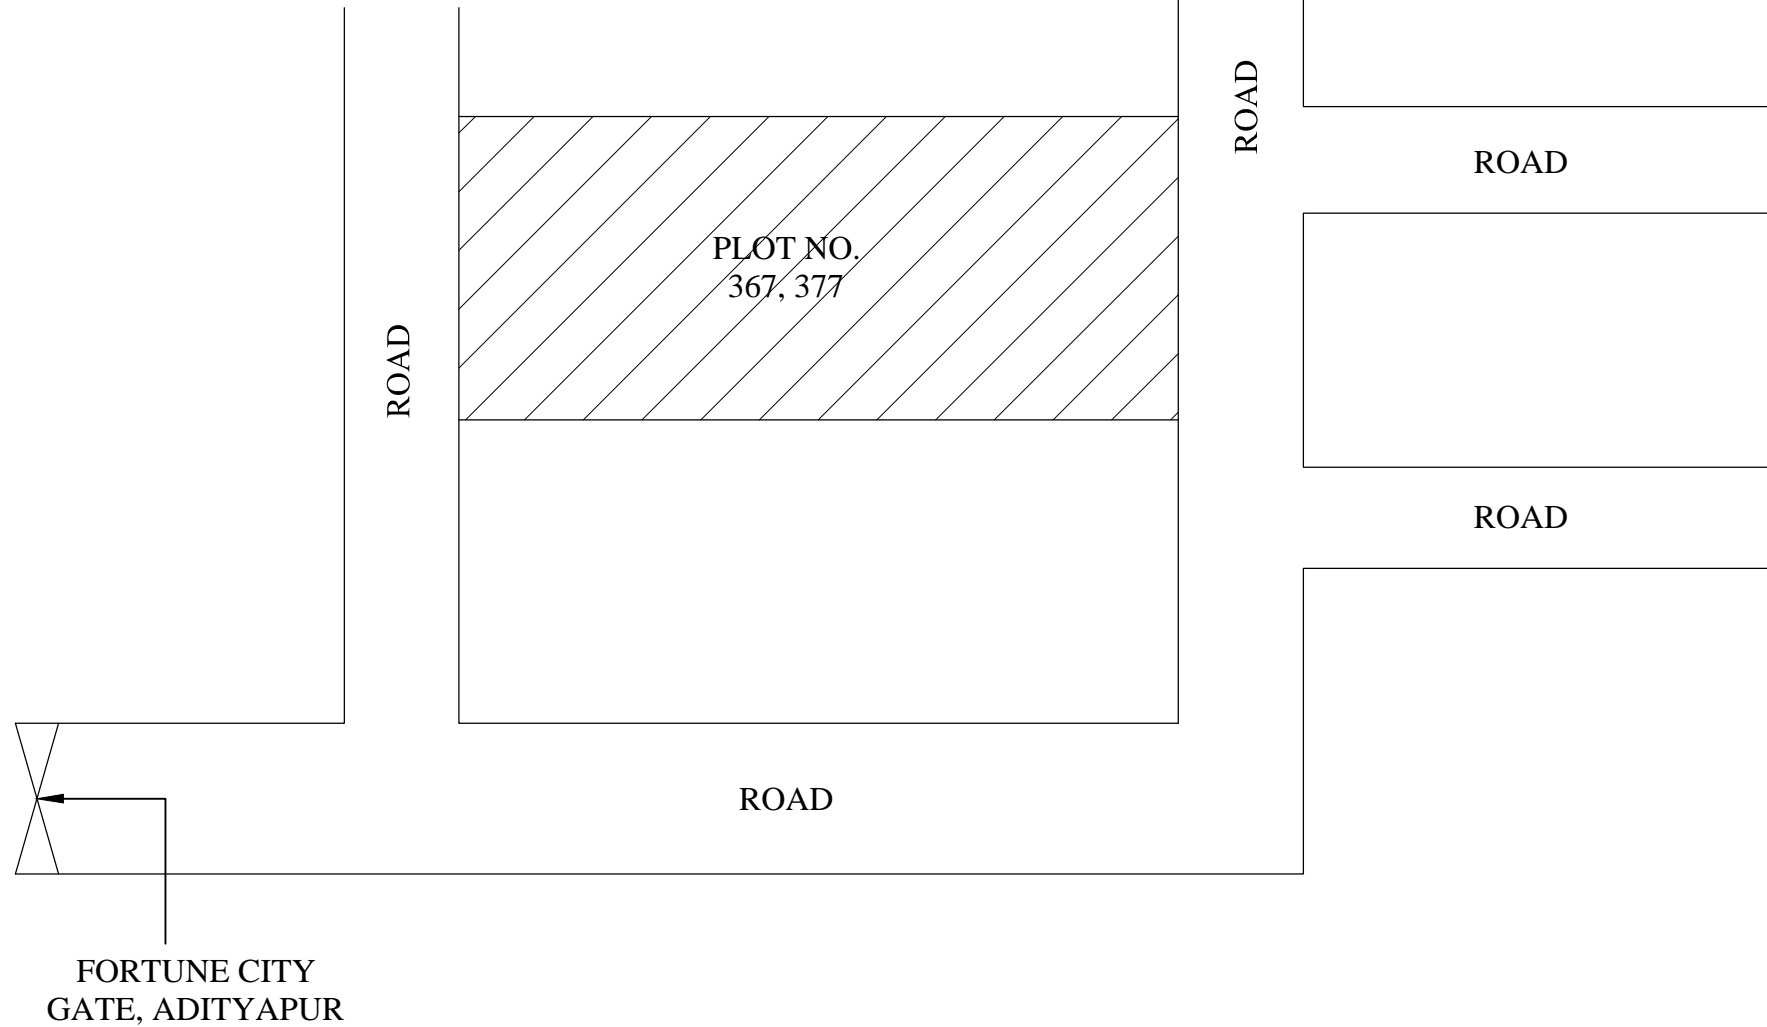 ROAD
ROAD
PLOT NO.
367, 377
ROAD
ROAD
ROAD
FORTUNE CITY
GATE, ADITYAPUR